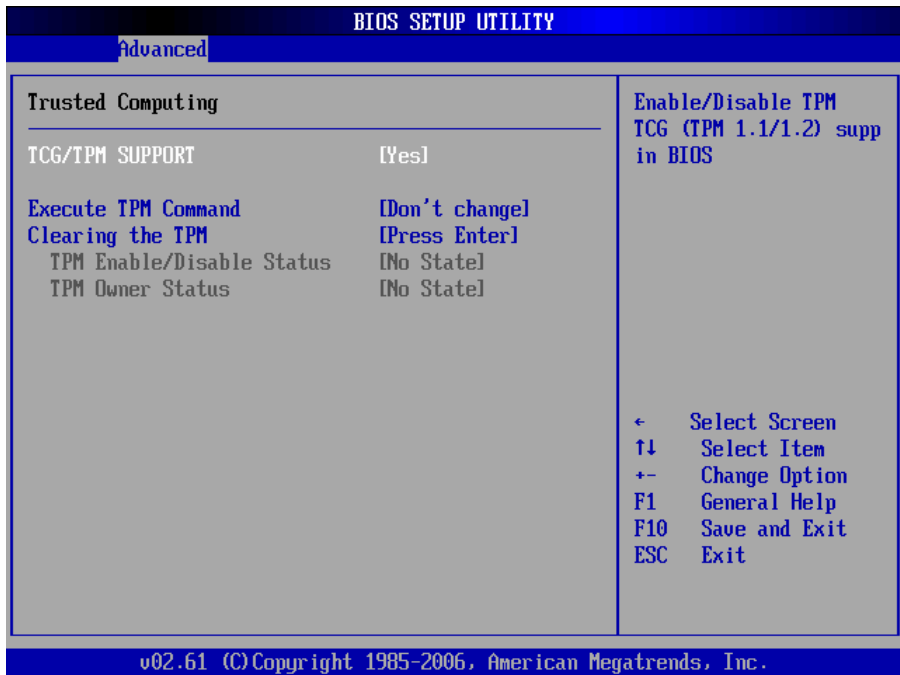 BIOS SETUP UTILITY
Advanced
Trusted Computing
TCG/TPM SUPPORT [Yes]
Execute TPM Command [Don't change]
Clearing the TPM [Press Enter]
TPM Enable/Disable Status [No State]
TPM Owner Status [No State]
Enable/Disable TPM
TCG (TPM 1.1/1.2) supp
in BIOS
← Select Screen
↑↓ Select Item
+- Change Option
F1 General Help
F10 Save and Exit
ESC Exit
v02.61 (C)Copyright 1985-2006, American Megatrends, Inc.